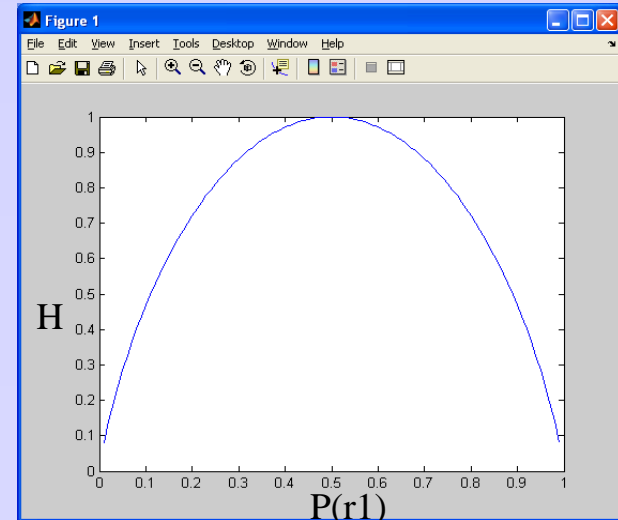 Figure 1
File Edit View Insert Tools Desktop Window Help
1
0.9
0.8
0.7
0.6
0.5
0.4
0.3
0.2
0.1
0
H
0 0.1 0.2 0.3 0.4 0.5 0.6 0.7 0.8 0.9 1
P(r1)